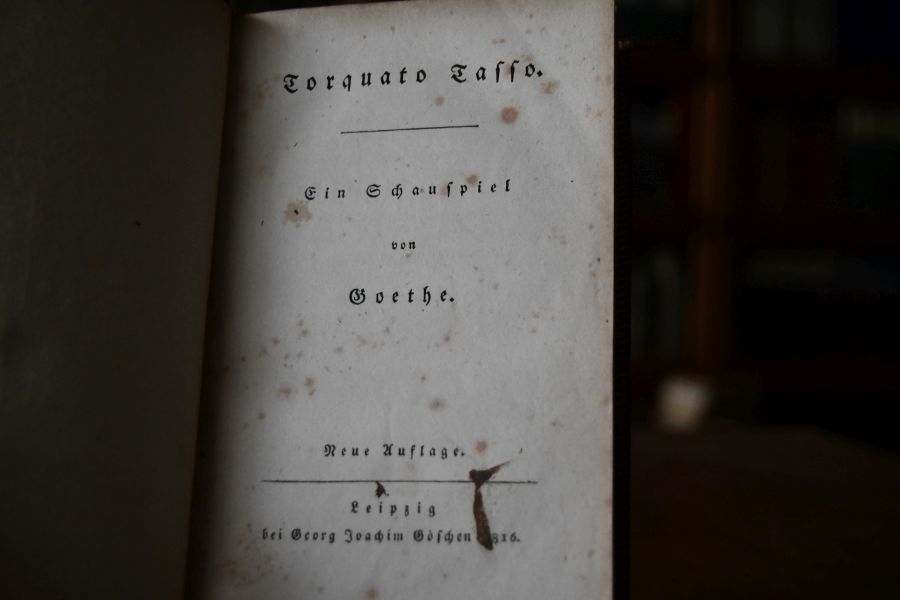 Torquato Taſſo.
Ein Schauſpiel
von
Goethe.
Neue Auflage.
Leipzig
bei Georg Joachim Göſchen 1816.